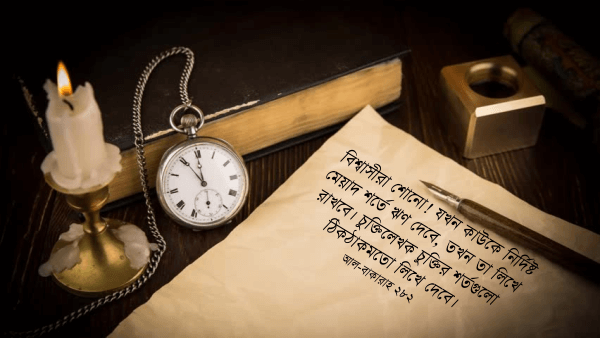 বিশ্বাসীরা শোনো! যখন কাউকে নির্দিষ্ট
মেয়াদ শর্তে ঋণ দেবে, তখন তা লিখে
রাখবে। চুক্তিলেখক চুক্তির শর্তগুলো
ঠিকঠাকমতো লিখে দেবে।
আল-বাকারাহ ২৮২